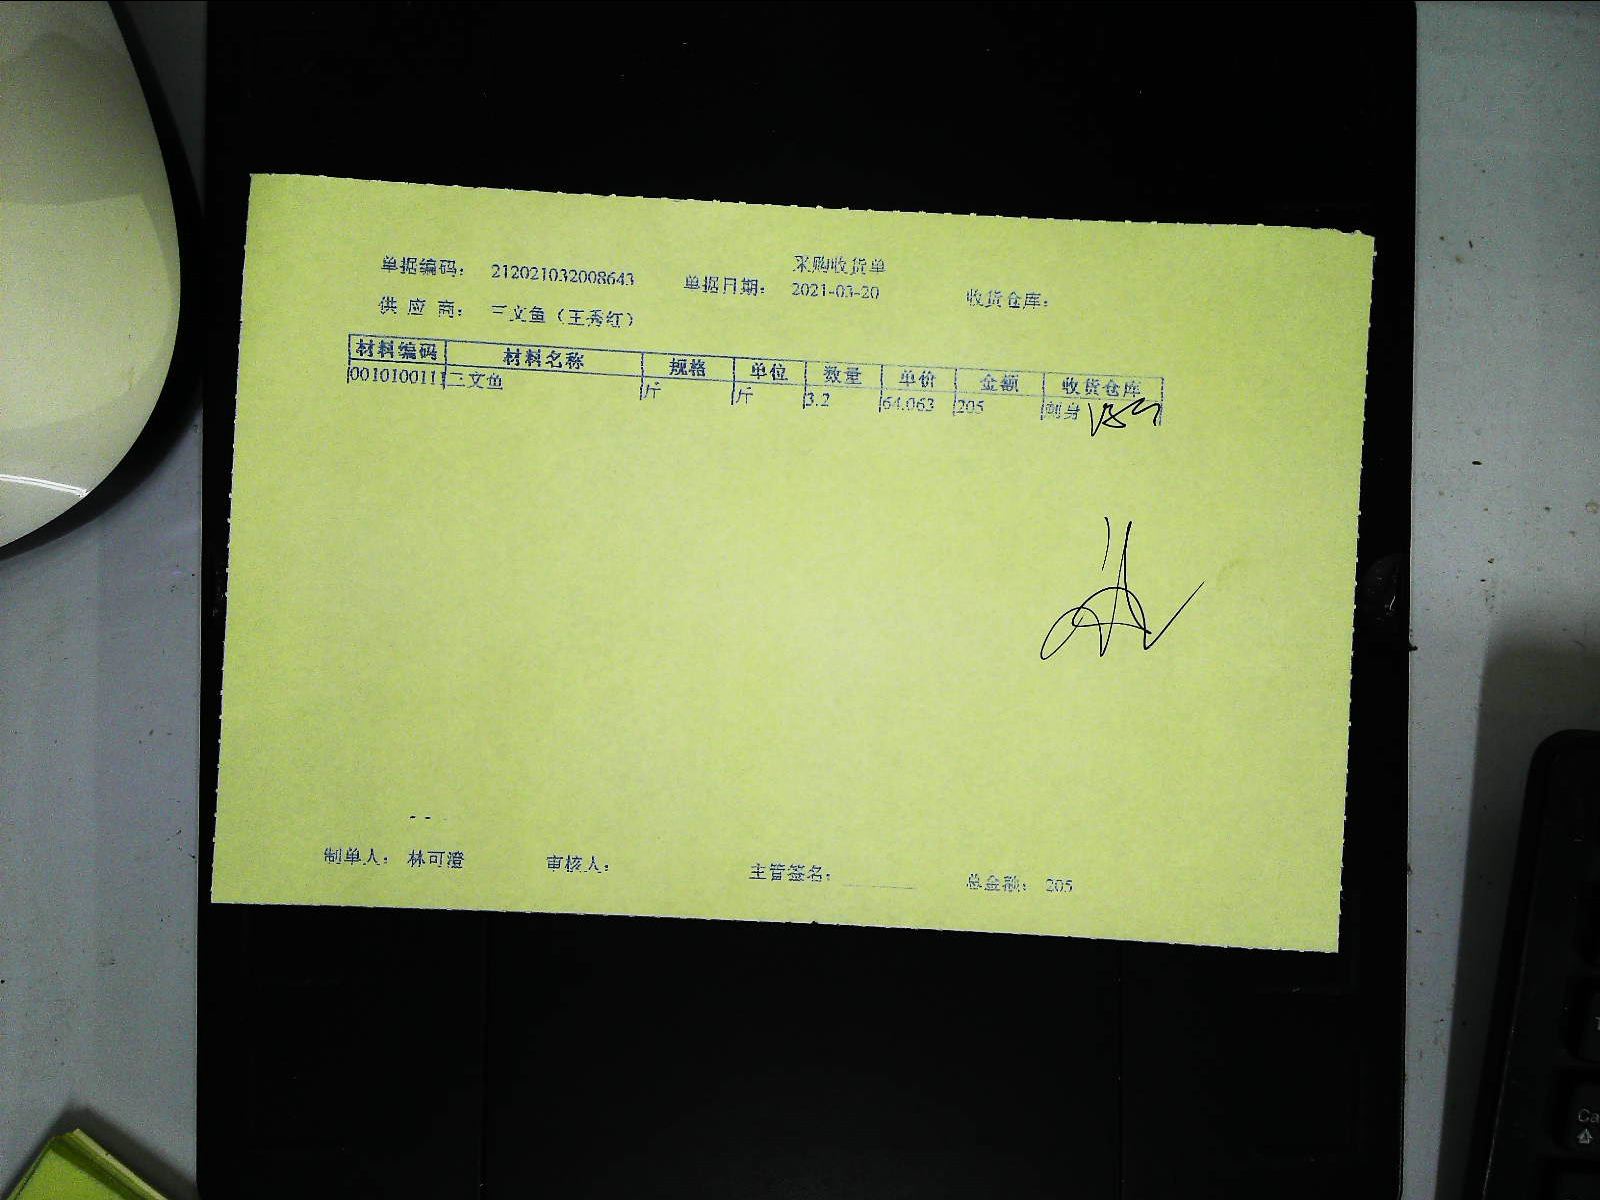 采购收货单
单据编码： 212021032008643 单据日期： 2021-03-20 收货仓库：
供 应 商： 三文鱼（王秀红）
材料编码 材料名称 规格 单位 数量 单价 金额 收货仓库
0010100111 三文鱼 斤 斤 3.2 64.063 205 刺身
制单人： 林可澄 审核人： 主管签名： 总金额： 205